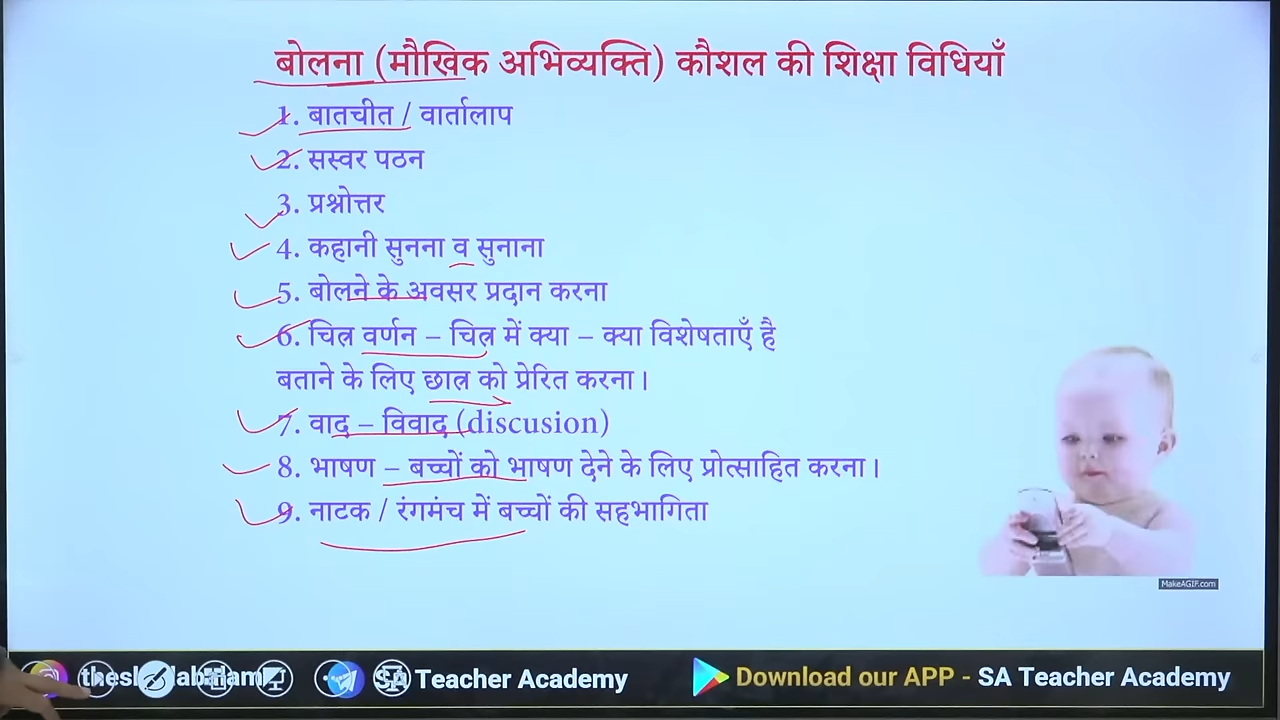 बोलना (मौखिक अभिव्यक्ति) कौशल की शिक्षा विधियाँ
1. बातचीत / वार्तालाप
2. सस्वर पठन
3. प्रश्नोत्तर
4. कहानी सुनना व सुनाना
5. बोलने के अवसर प्रदान करना
6. चित्र वर्णन – चित्र में क्या – क्या विशेषताएँ है
बताने के लिए छात्र को प्रेरित करना।
7. वाद – विवाद (discusion)
8. भाषण – बच्चों को भाषण देने के लिए प्रोत्साहित करना।
9. नाटक / रंगमंच में बच्चों की सहभागिता
MakeAGIF.com
SA Teacher Academy
Download our APP - SA Teacher Academy